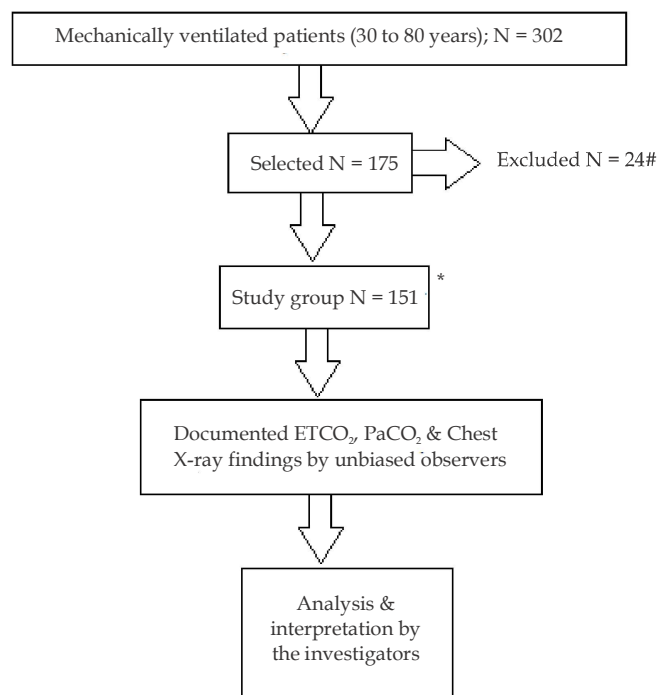 Mechanically ventilated patients (30 to 80 years); N = 302
Selected N = 175
Excluded N = 24#
Study group N = 151
*
Documented ETCO₂, PaCO₂ & Chest
X-ray findings by unbiased observers
Analysis &
interpretation by
the investigators